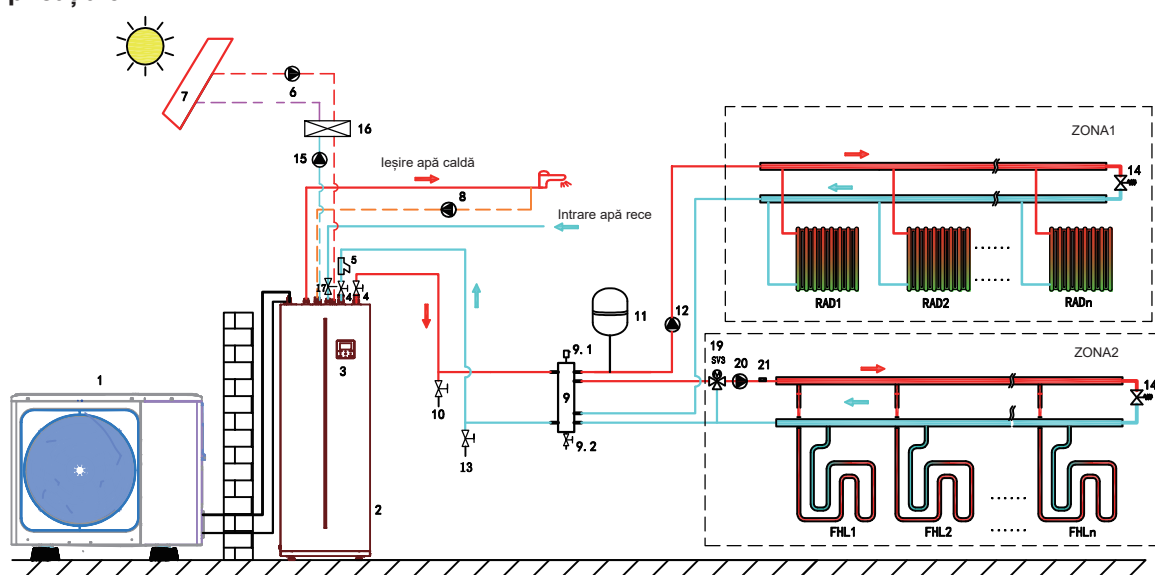 7
6
16
15
Ieșire apă caldă
8
Intrare apă rece
5
17
4
4
3
1
2
10
13
11
12
9.1
9
9.2
ZONA1
14
RAD1
RAD2
......
......
RADn
ZONA2
19
SV3
20
21
14
FHL1
FHL2
......
......
FHLn